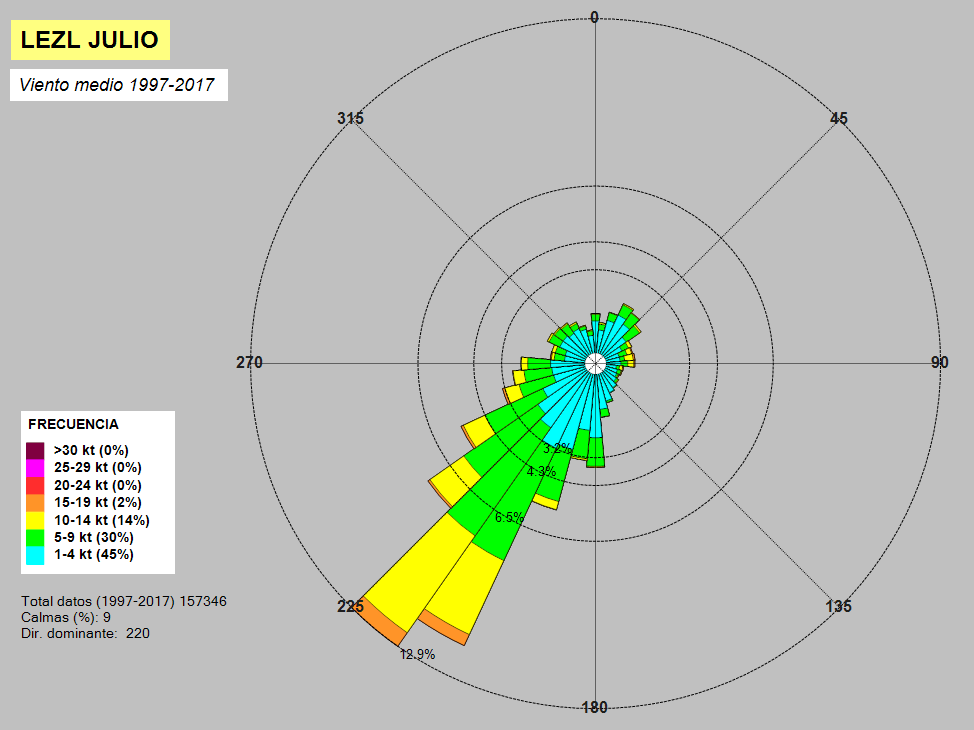 LEZL JULIO
Viento medio 1997-2017
0
315
45
270
90
FRECUENCIA
>30 kt (0%)
25-29 kt (0%)
20-24 kt (0%)
15-19 kt (2%)
10-14 kt (14%)
5-9 kt (30%)
1-4 kt (45%)
3.2%
4.3%
6.5%
12.9%
225
135
180
Total datos (1997-2017) 157346
Calmas (%): 9
Dir. dominante: 220